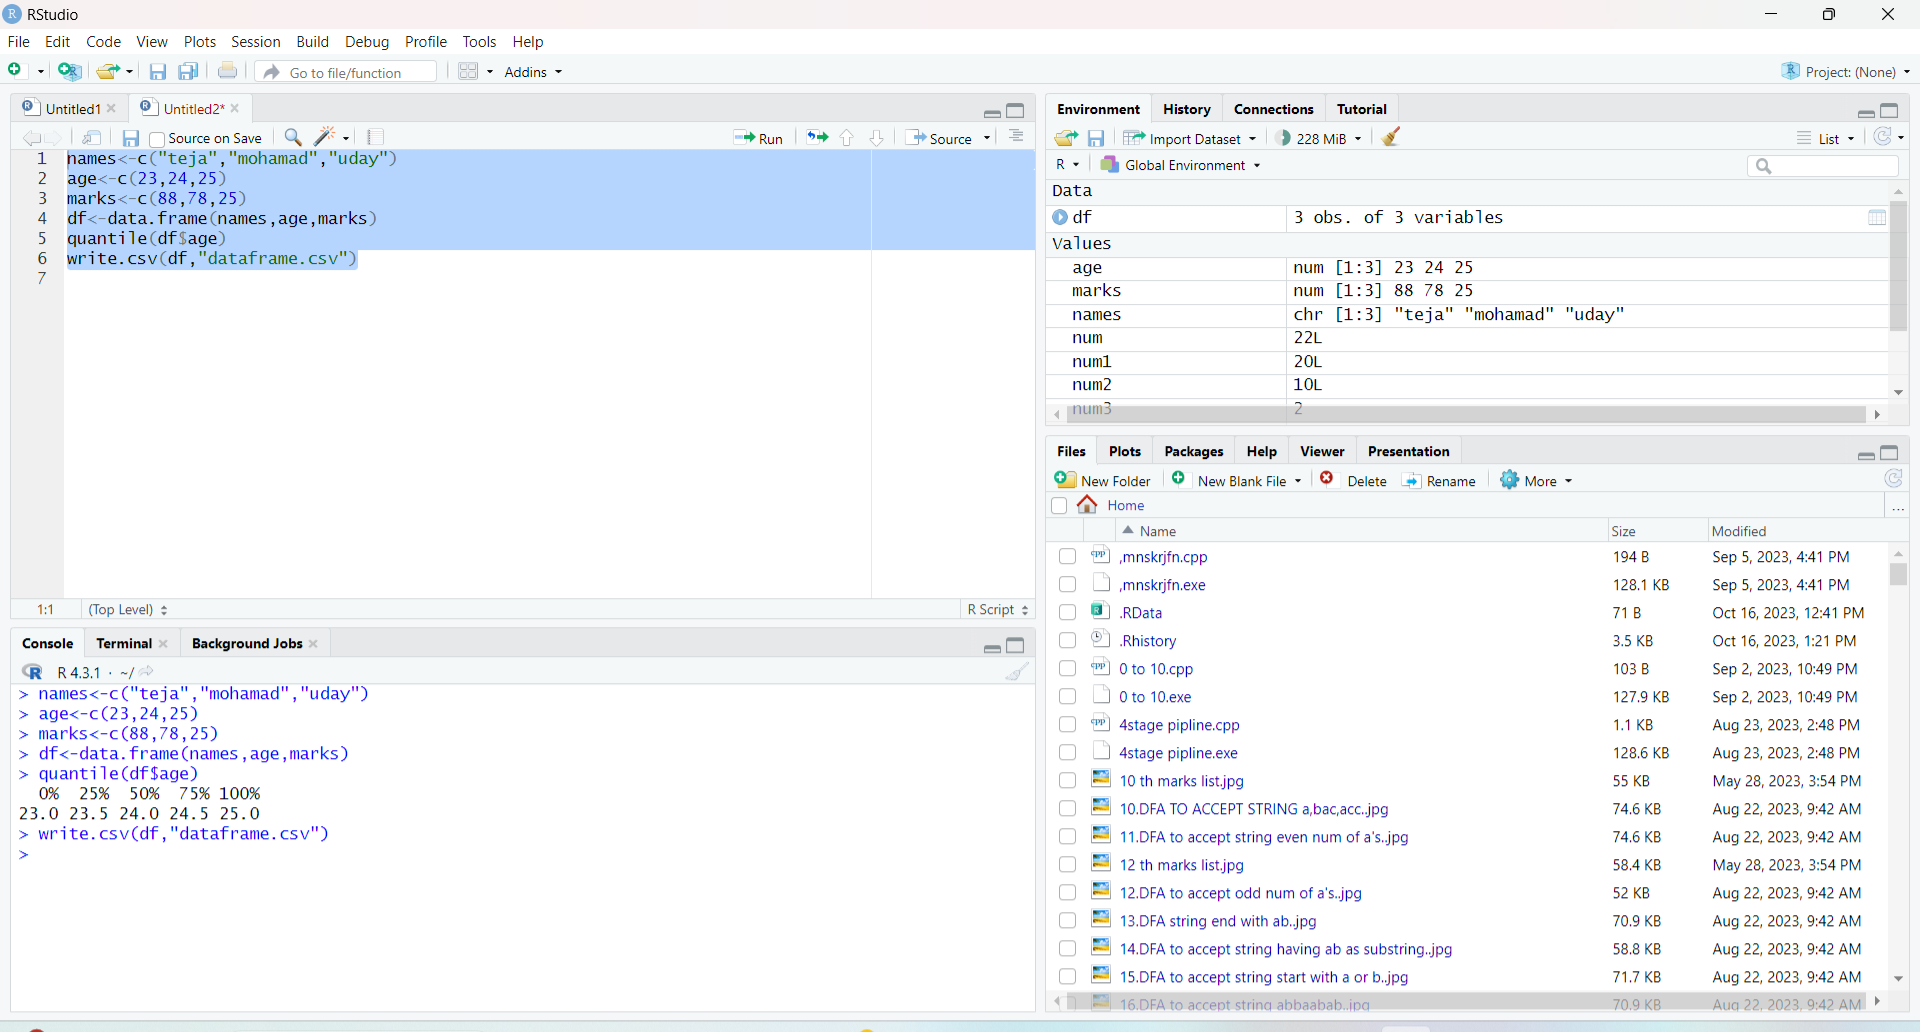 RStudio
File Edit Code View Plots Session Build Debug Profile Tools Help
Go to file/function Addins Project: (None)
Untitled1 Untitled2*
Source on Save Run Source
1 names<-c("teja","mohamad","uday")
2 age<-c(23,24,25)
3 marks<-c(88,78,25)
4 df<-data.frame(names,age,marks)
5 quantile(df$age)
6 write.csv(df,"dataframe.csv")
7
1:1 (Top Level) R Script
Console Terminal Background Jobs
R 4.3.1 · ~/
> names<-c("teja","mohamad","uday")
> age<-c(23,24,25)
> marks<-c(88,78,25)
> df<-data.frame(names,age,marks)
> quantile(df$age)
0% 25% 50% 75% 100%
23.0 23.5 24.0 24.5 25.0
> write.csv(df,"dataframe.csv")
>
Environment History Connections Tutorial
Import Dataset 228 MiB List
R Global Environment
Data
df 3 obs. of 3 variables
Values
age num [1:3] 23 24 25
marks num [1:3] 88 78 25
names chr [1:3] "teja" "mohamad" "uday"
num 22L
num1 20L
num2 10L
num3 2
Files Plots Packages Help Viewer Presentation
New Folder New Blank File Delete Rename More
Home ...
Name Size Modified
,mnskrjfn.cpp 194 B Sep 5, 2023, 4:41 PM
,mnskrjfn.exe 128.1 KB Sep 5, 2023, 4:41 PM
.RData 71 B Oct 16, 2023, 12:41 PM
.Rhistory 3.5 KB Oct 16, 2023, 1:21 PM
0 to 10.cpp 103 B Sep 2, 2023, 10:49 PM
0 to 10.exe 127.9 KB Sep 2, 2023, 10:49 PM
4stage pipline.cpp 1.1 KB Aug 23, 2023, 2:48 PM
4stage pipline.exe 128.6 KB Aug 23, 2023, 2:48 PM
10 th marks list.jpg 55 KB May 28, 2023, 3:54 PM
10.DFA TO ACCEPT STRING a,bac,acc..jpg 74.6 KB Aug 22, 2023, 9:42 AM
11.DFA to accept string even num of a's..jpg 74.6 KB Aug 22, 2023, 9:42 AM
12 th marks list.jpg 58.4 KB May 28, 2023, 3:54 PM
12.DFA to accept odd num of a's..jpg 52 KB Aug 22, 2023, 9:42 AM
13.DFA string end with ab..jpg 70.9 KB Aug 22, 2023, 9:42 AM
14.DFA to accept string having ab as substring..jpg 58.8 KB Aug 22, 2023, 9:42 AM
15.DFA to accept string start with a or b..jpg 71.7 KB Aug 22, 2023, 9:42 AM
16.DFA to accept string abbaabab..jpg 70.9 KB Aug 22, 2023, 9:42 AM